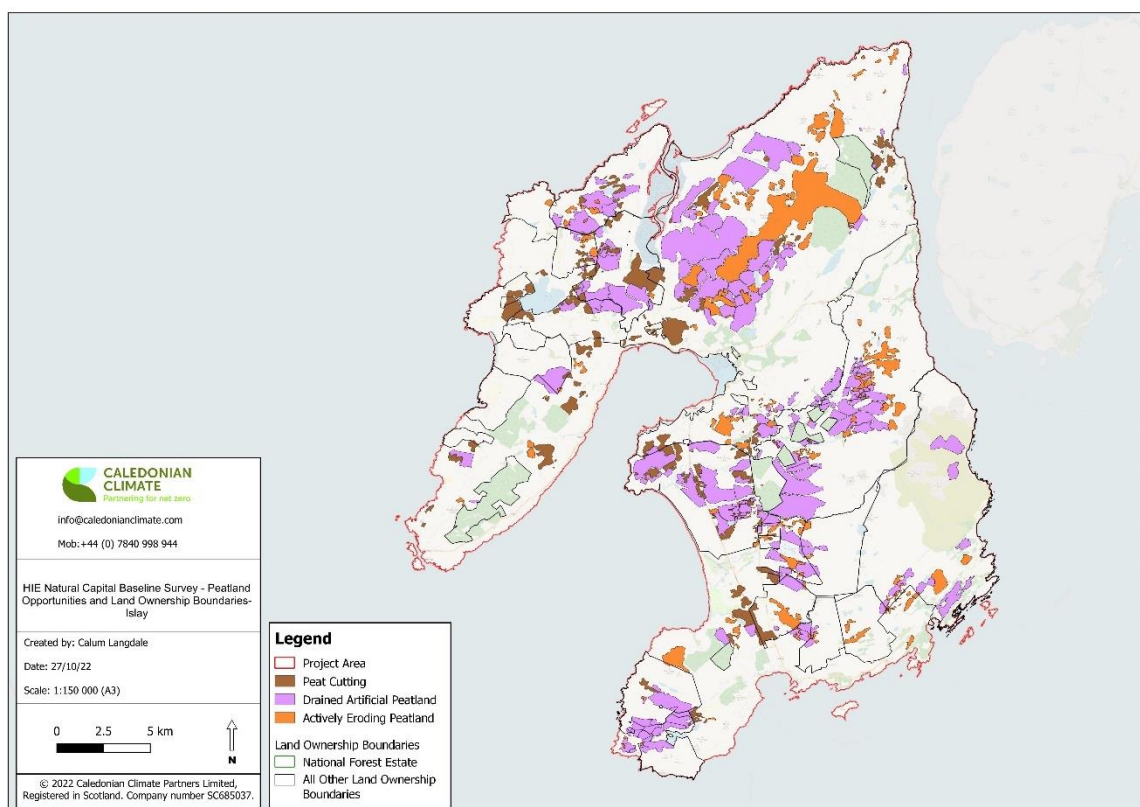 CALEDONIAN
CLIMATE
Partnering for net zero
info@caledonianclimate.com
Mob:+44 (0) 7840 998 944
HIE Natural Capital Baseline Survey - Peatland
Opportunities and Land Ownership Boundaries-
Islay
Created by: Calum Langdale
Date: 27/10/22
Scale: 1:150 000 (A3)
0 2.5 5 km
N
© 2022 Caledonian Climate Partners Limited,
Registered in Scotland. Company number SC685037.
Legend
Project Area
Peat Cutting
Drained Artificial Peatland
Actively Eroding Peatland
Land Ownership Boundaries
National Forest Estate
All Other Land Ownership
Boundaries